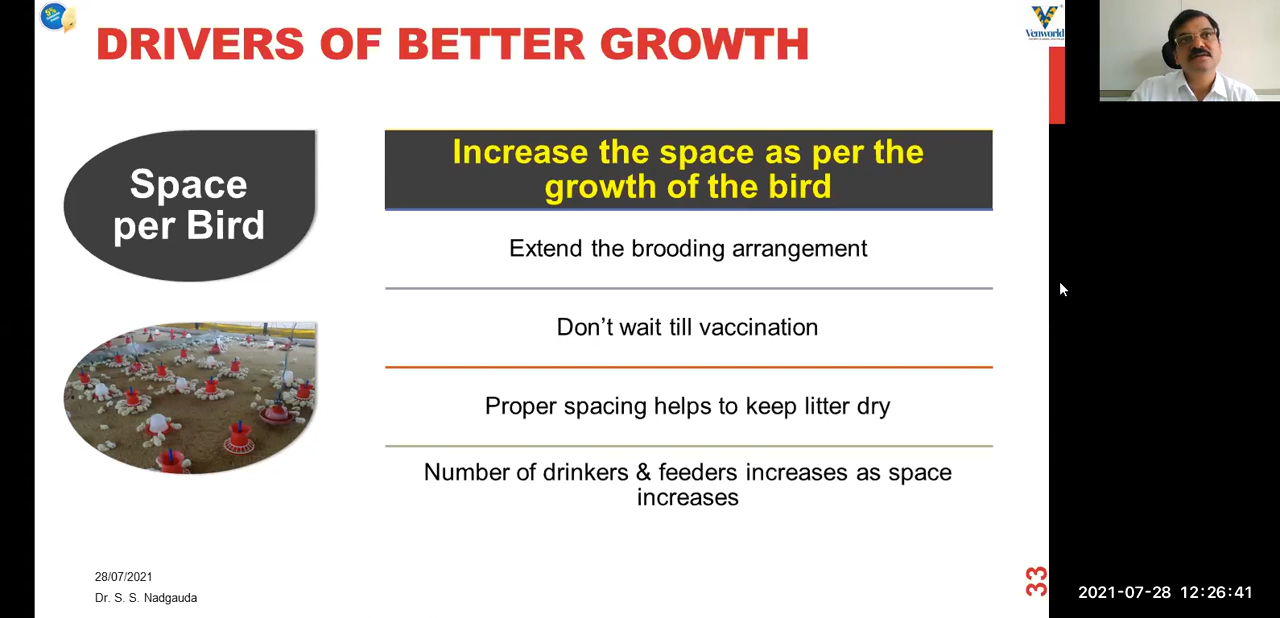 5%
DRIVERS OF BETTER GROWTH
Venworld
Space
per Bird
Increase the space as per the
growth of the bird
Extend the brooding arrangement
Don’t wait till vaccination
Proper spacing helps to keep litter dry
Number of drinkers & feeders increases as space
increases
28/07/2021
Dr. S. S. Nadgauda
33
2021-07-28 12:26:41